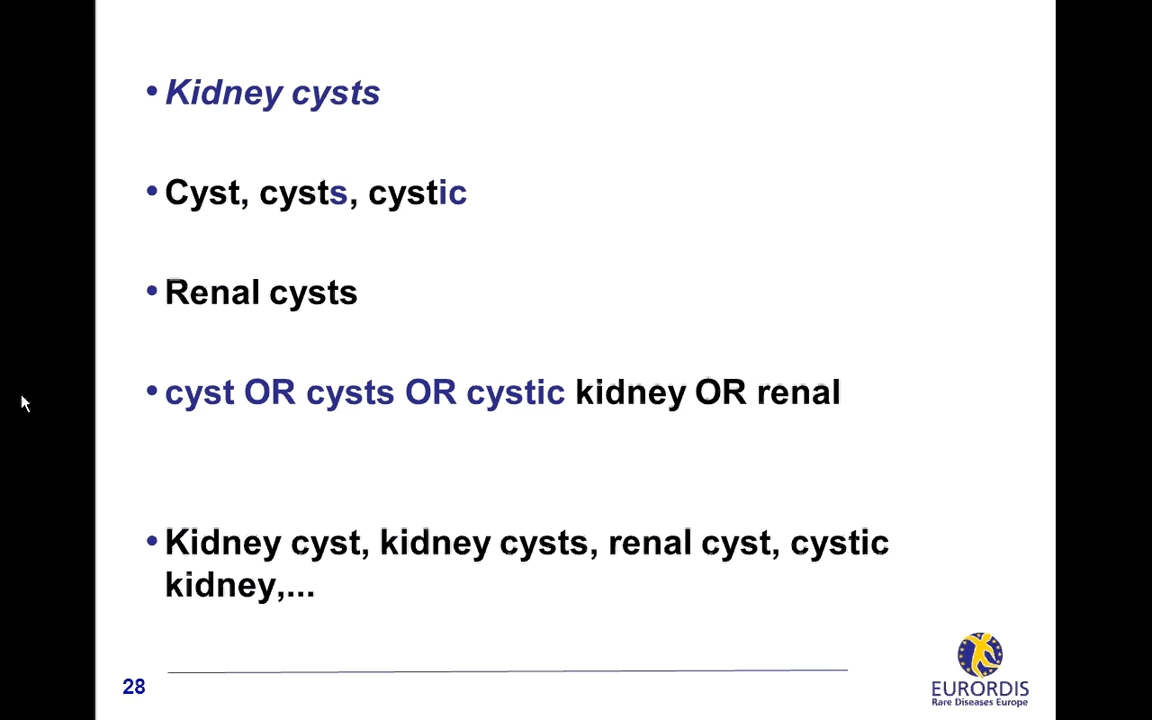 • Kidney cysts
• Cyst, cysts, cystic
• Renal cysts
• cyst OR cysts OR cystic kidney OR renal
• Kidney cyst, kidney cysts, renal cyst, cystic
kidney,...
28
EURORDIS
Rare Diseases Europe